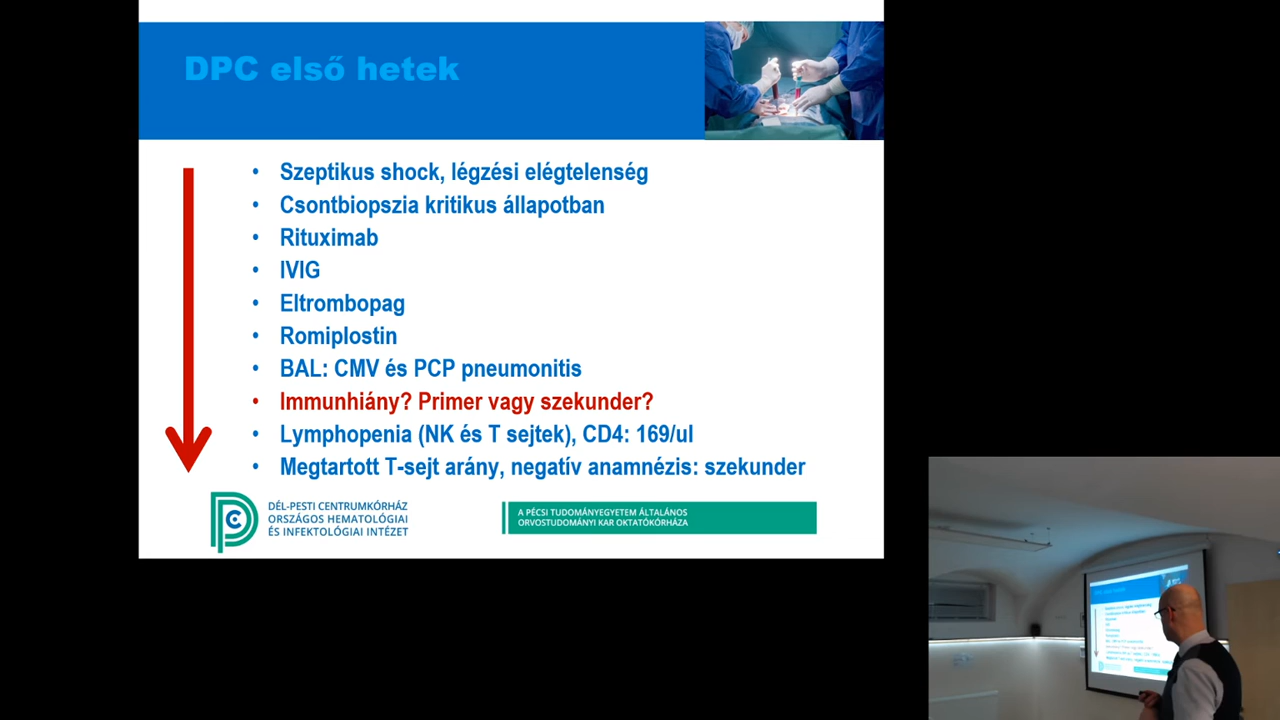 DPC első hetek
• Szeptikus shock, légzési elégtelenség
• Csontbiopszia kritikus állapotban
• Rituximab
• IVIG
• Eltrombopag
• Romiplostin
• BAL: CMV és PCP pneumonitis
• Immunhiány? Primer vagy szekunder?
• Lymphopenia (NK és T sejtek), CD4: 169/ul
• Megtartott T-sejt arány, negatív anamnézis: szekunder
DÉL-PESTI CENTRUMKÓRHÁZ
ORSZÁGOS HEMATOLÓGIAI
ÉS INFEKTOLÓGIAI INTÉZET
A PÉCSI TUDOMÁNYEGYETEM ÁLTALÁNOS
ORVOSTUDOMÁNYI KAR OKTATÓKÓRHÁZA